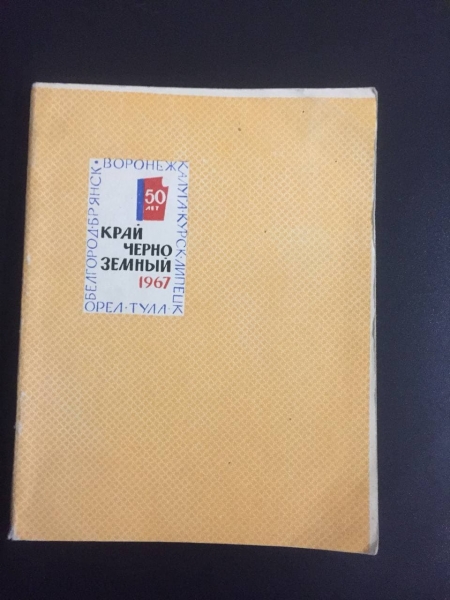 ВОРОНЕЖ
КАЛУГА·КУРСК·ЛИПЕЦК
ОРЕЛ·ТУЛА
БЕЛГОРОД·БРЯНСК·
50
ЛЕТ
КРАЙ
ЧЕРНО
ЗЕМНЫЙ
1967